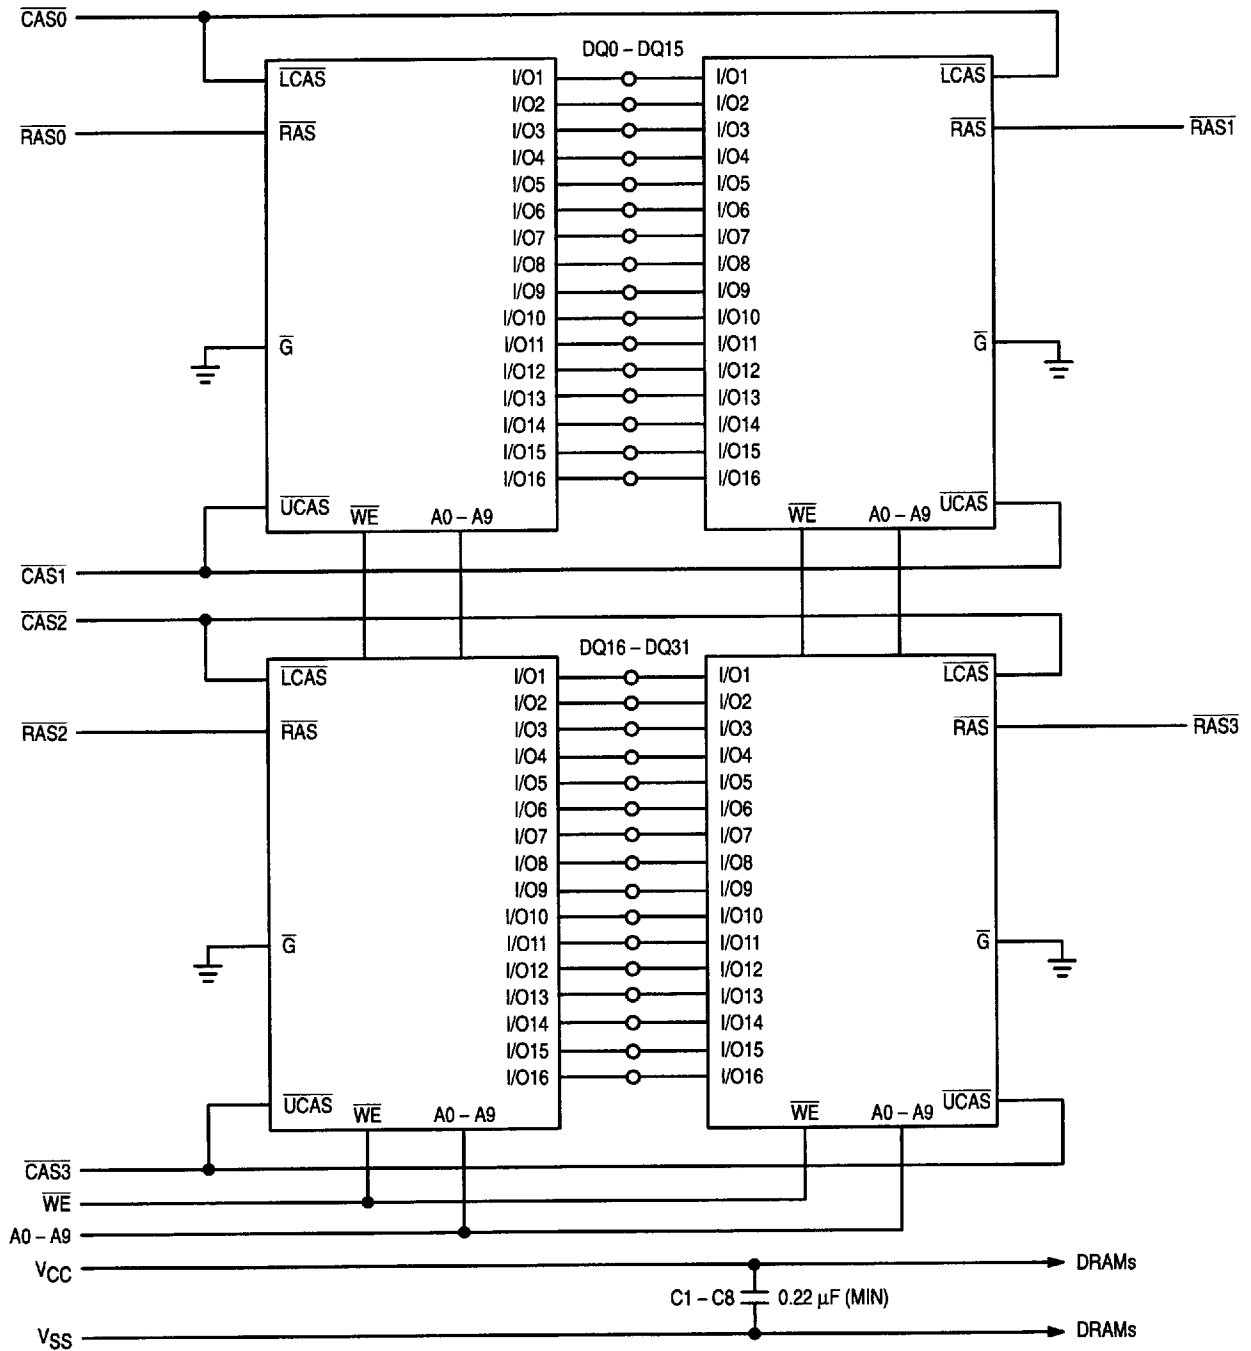 CAS0
DQ0 – DQ15
LCAS I/O1 I/O1 LCAS
I/O2 I/O2
RAS0 RAS I/O3 I/O3 RAS RAS1
I/O4 I/O4
I/O5 I/O5
I/O6 I/O6
I/O7 I/O7
I/O8 I/O8
I/O9 I/O9
I/O10 I/O10
G I/O11 I/O11 G
I/O12 I/O12
I/O13 I/O13
I/O14 I/O14
I/O15 I/O15
I/O16 I/O16
UCAS WE A0 – A9 WE A0 – A9 UCAS
CAS1
CAS2
DQ16 – DQ31
LCAS I/O1 I/O1 LCAS
I/O2 I/O2
RAS2 RAS I/O3 I/O3 RAS RAS3
I/O4 I/O4
I/O5 I/O5
I/O6 I/O6
I/O7 I/O7
I/O8 I/O8
I/O9 I/O9
I/O10 I/O10
G I/O11 I/O11 G
I/O12 I/O12
I/O13 I/O13
I/O14 I/O14
I/O15 I/O15
I/O16 I/O16
UCAS WE A0 – A9 WE A0 – A9 UCAS
CAS3
WE
A0 – A9
VCC DRAMs
C1 – C8 0.22 μF (MIN)
VSS DRAMs